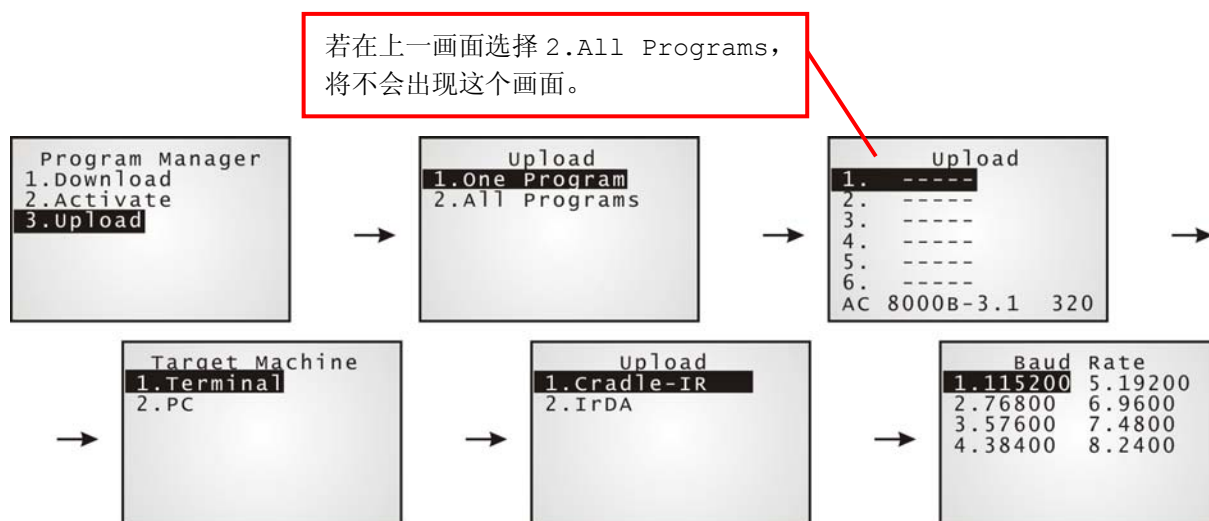 若在上一画面选择 2.All Programs，
将不会出现这个画面。
Program Manager
1.Download
2.Activate
3.Upload
Upload
1.One Program
2.All Programs
Upload
1. -----
2. -----
3. -----
4. -----
5. -----
6. -----
AC 8000B-3.1 320
Target Machine
1.Terminal
2.PC
Upload
1.Cradle-IR
2.IrDA
Baud Rate
1.115200 5.19200
2.76800 6.9600
3.57600 7.4800
4.38400 8.2400